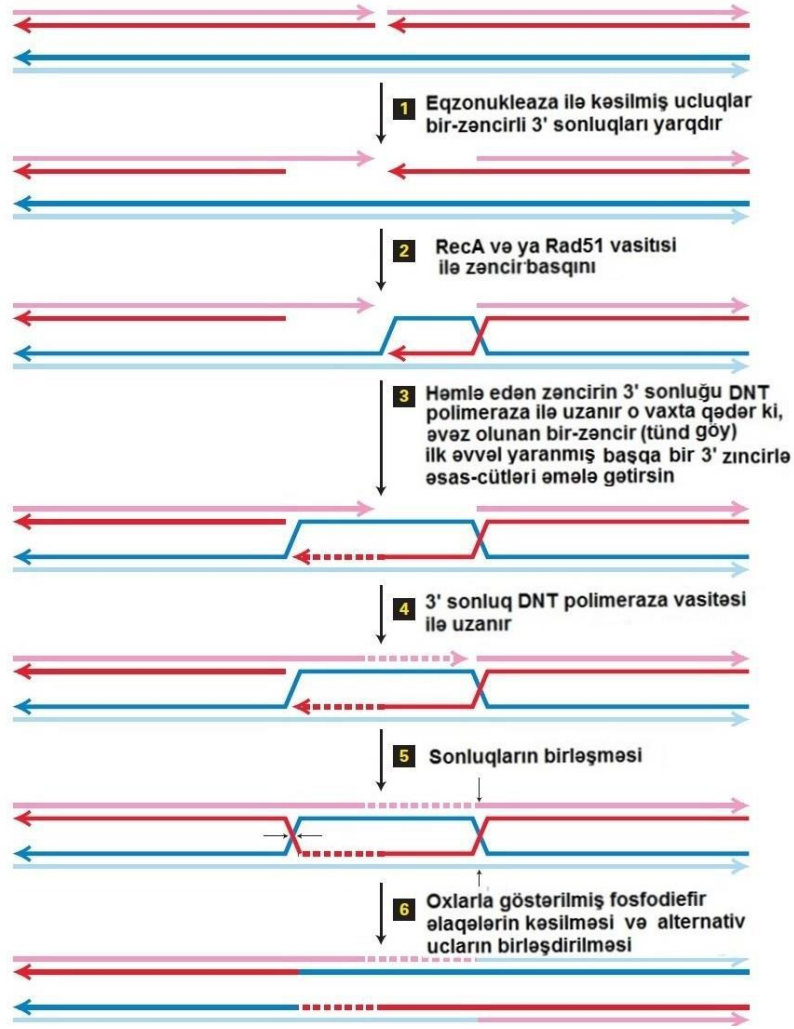 1 Eqzonukleaza ilə kəsilmiş ucluqlar
bir-zəncirli 3' sonluqları yarqdır
2 RecA və ya Rad51 vasitısi
ilə zəncir basqını
3 Həmlə edən zəncirin 3' sonluğu DNT
polimeraza ilə uzanır o vaxta qədər ki,
əvəz olunan bir-zəncir (tünd göy)
ilk əvvəl yaranmış başqa bir 3' zıncirlə
əsas-cütləri əmələ gətirsin
4 3' sonluq DNT polimeraza vasitəsi
ilə uzanır
5 Sonluqların birləşməsi
6 Oxlarla göstərilmiş fosfodiefir
əlaqələrin kəsilməsi və alternativ
ucların birləşdirilməsi